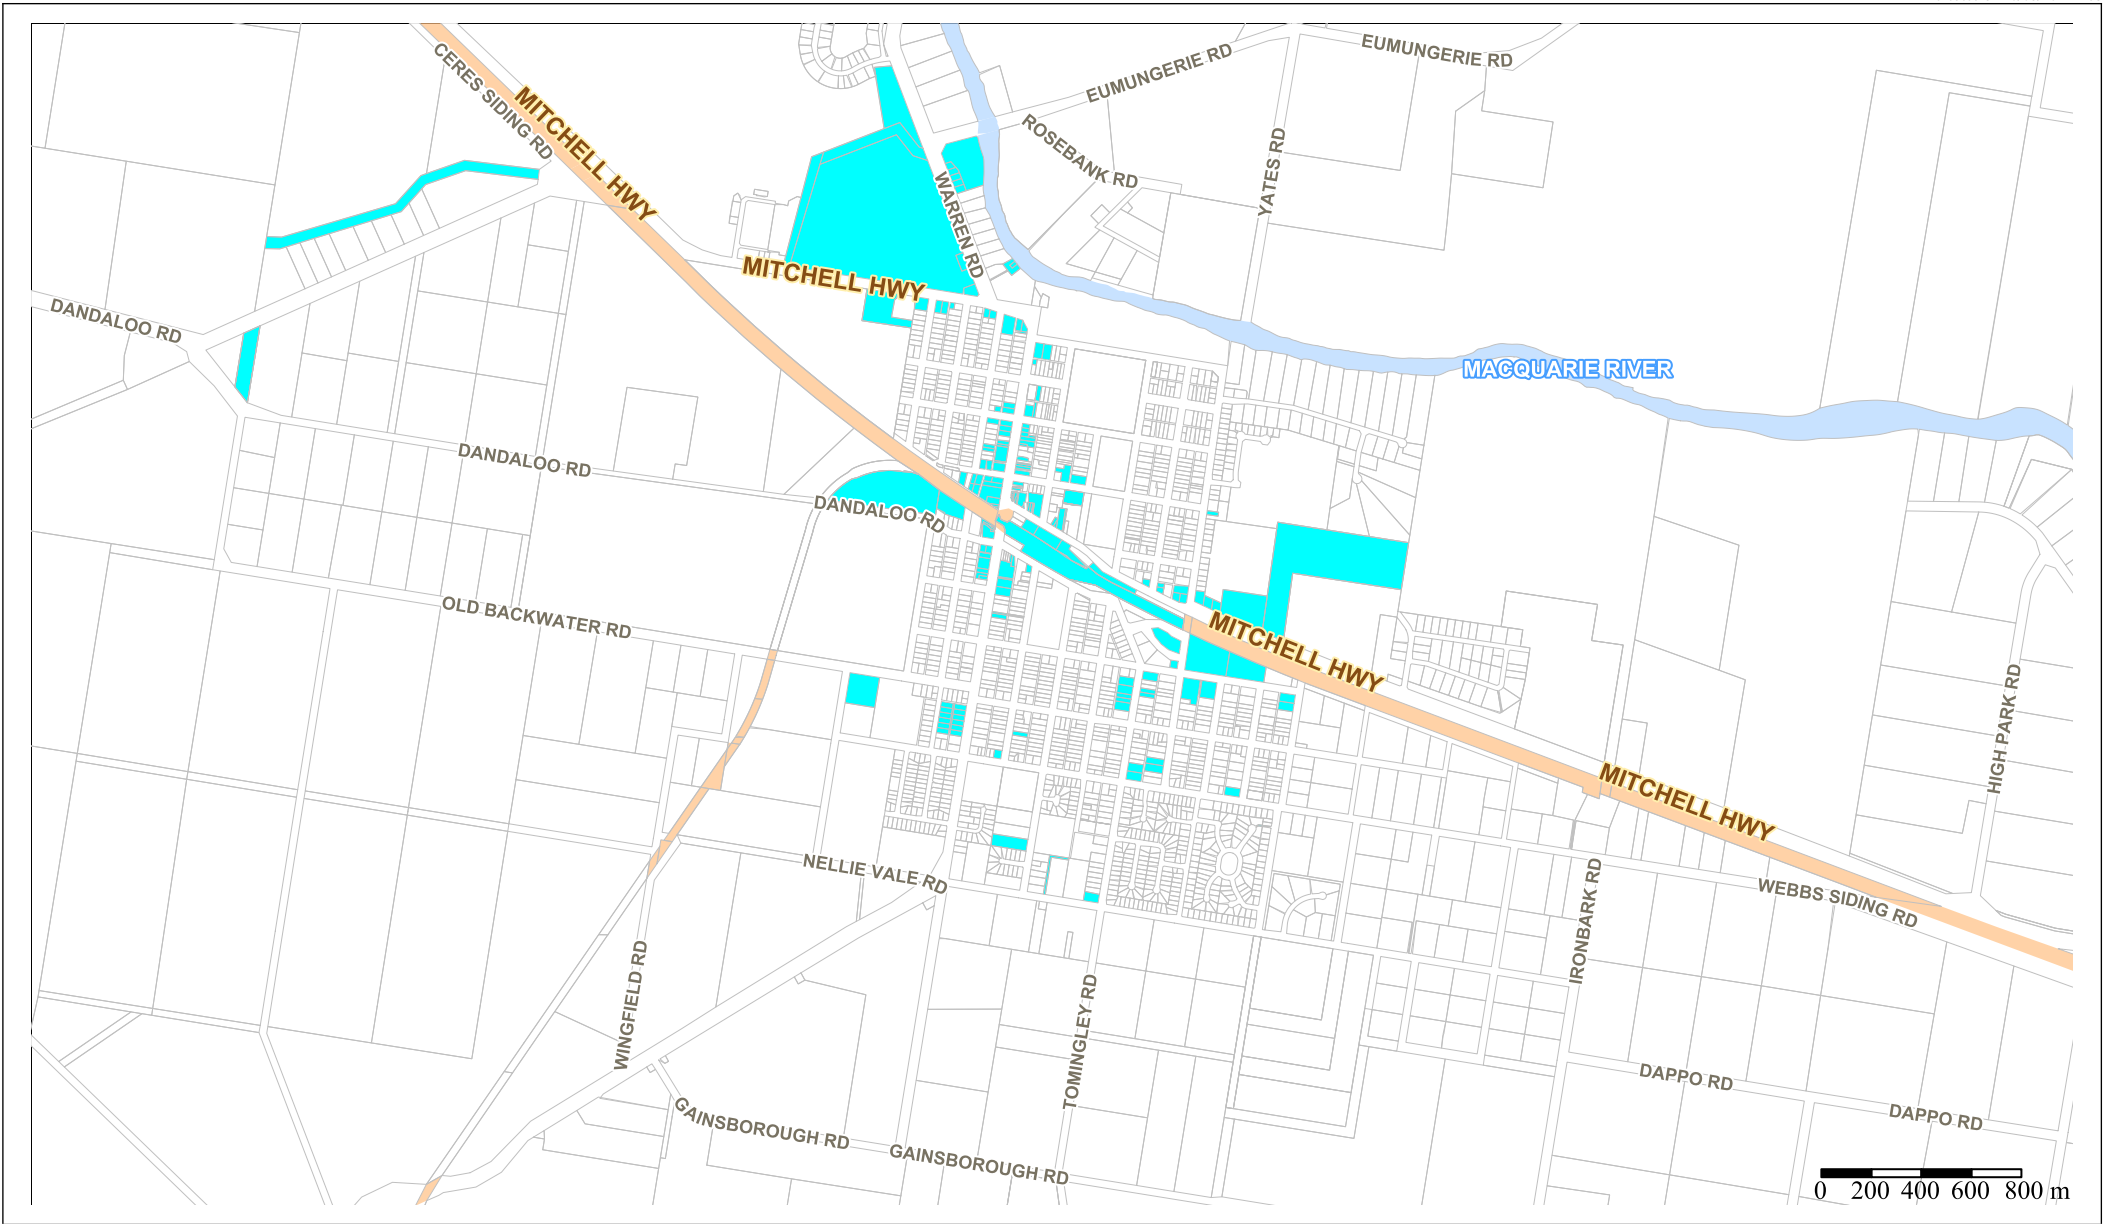 EUMUNGERIE RD
EUMUNGERIE RD
CERES SIDING RD
MITCHELL HWY
ROSEBANK RD
YATES RD
WARREN RD
MITCHELL HWY
DANDALOO RD
MACQUARIE RIVER
DANDALOO RD
DANDALOO RD
OLD BACKWATER RD
MITCHELL HWY
HIGH PARK RD
MITCHELL HWY
NELLIE VALE RD
WEBBS SIDING RD
IRONBARK RD
WINGFIELD RD
TOMINGLEY RD
DAPPO RD
DAPPO RD
GAINSBOROUGH RD
GAINSBOROUGH RD
0 200 400 600 800 m